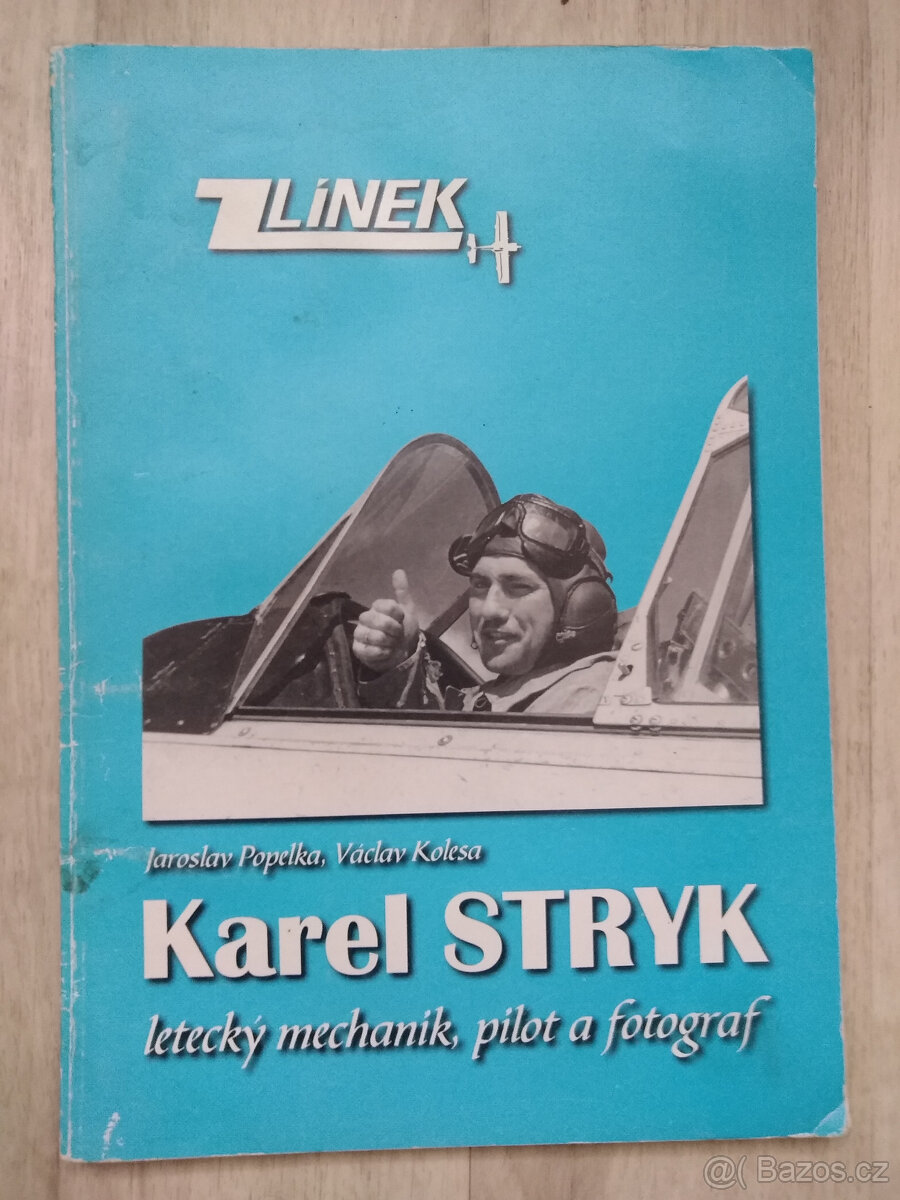 ZLíNEK
Jaroslav Popelka, Václav Kolesa
Karel STRYK
letecký mechanik, pilot a fotograf
@( Bazos.cz